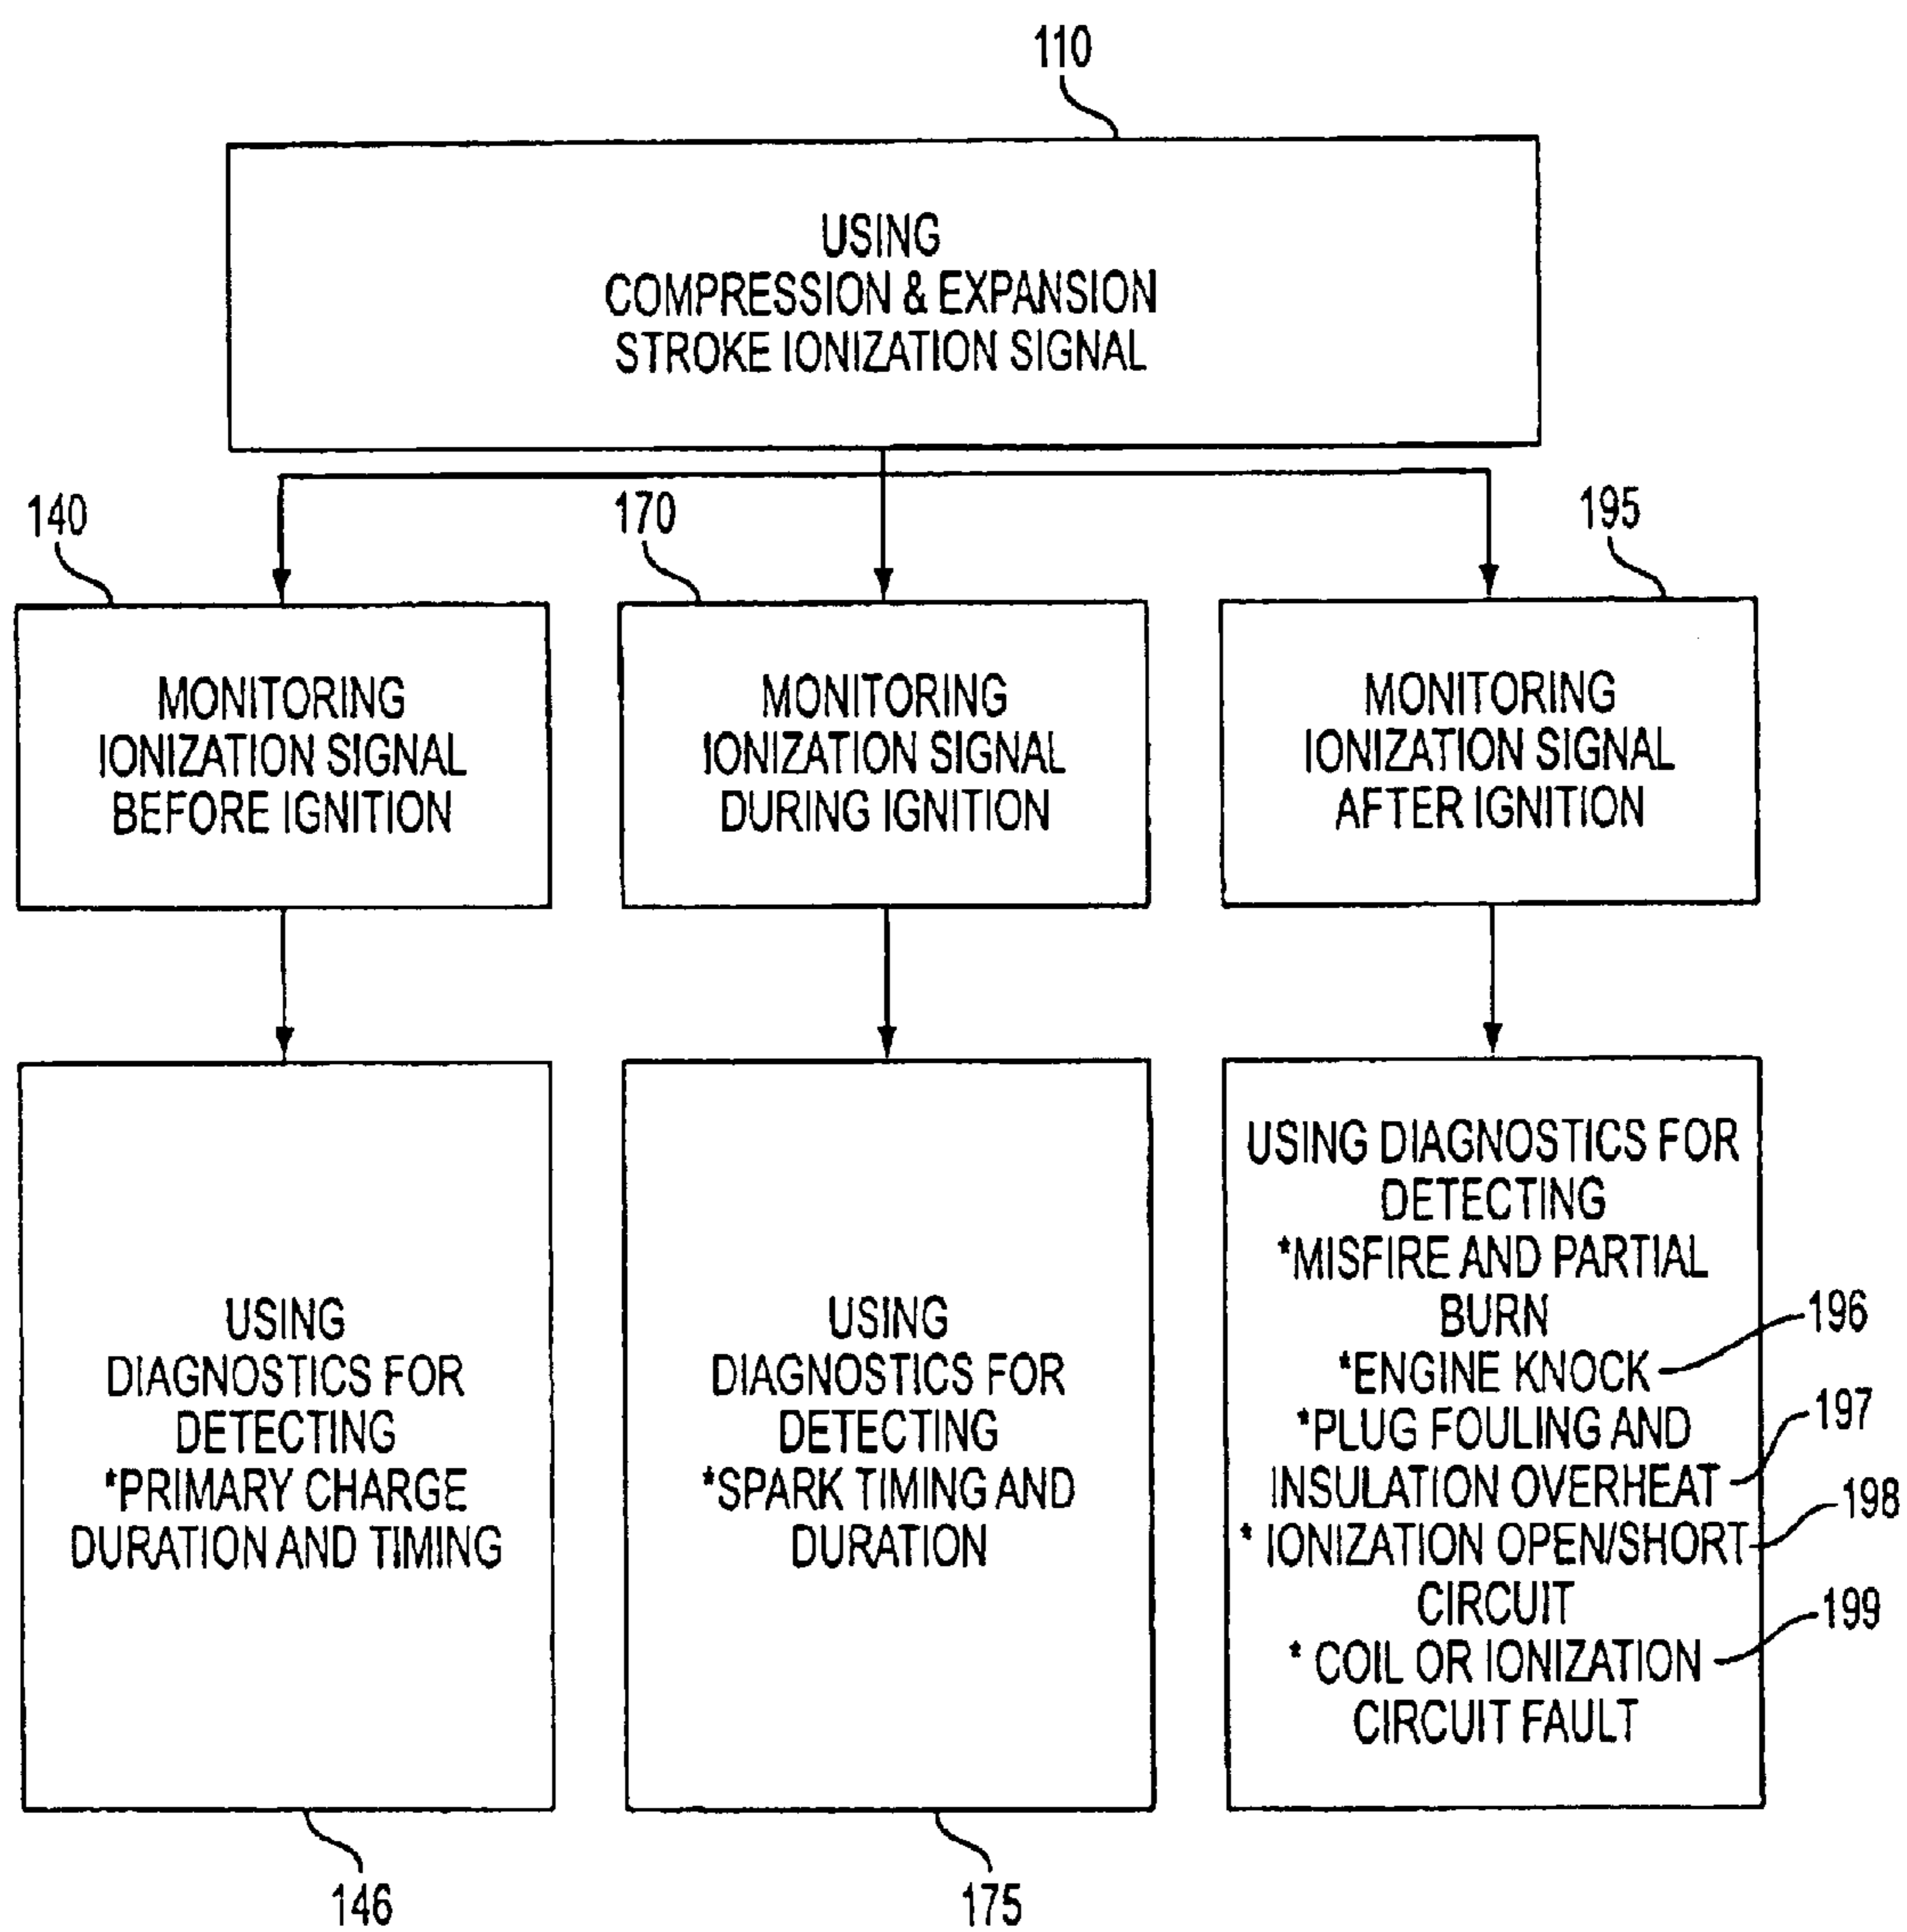 110
USING
COMPRESSION & EXPANSION
STROKE IONIZATION SIGNAL
140
170
195
MONITORING
IONIZATION SIGNAL
BEFORE IGNITION
MONITORING
IONIZATION SIGNAL
DURING IGNITION
MONITORING
IONIZATION SIGNAL
AFTER IGNITION
USING
DIAGNOSTICS FOR
DETECTING
*PRIMARY CHARGE
DURATION AND TIMING
146
USING
DIAGNOSTICS FOR
DETECTING
*SPARK TIMING AND
DURATION
175
USING DIAGNOSTICS FOR
DETECTING
*MISFIRE AND PARTIAL
BURN
*ENGINE KNOCK
196
*PLUG FOULING AND
INSULATION OVERHEAT
197
* IONIZATION OPEN/SHORT
198
CIRCUIT
* COIL OR IONIZATION
199
CIRCUIT FAULT